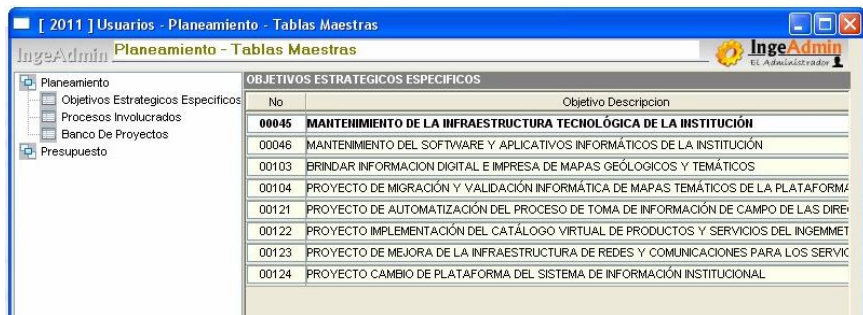 [ 2011 ] Usuarios - Planeamiento - Tablas Maestras
IngeAdmin Planeamiento - Tablas Maestras
IngeAdmin
El Administrador
Planeamiento
Objetivos Estrategicos Especificos
Procesos Involucrados
Banco De Proyectos
Presupuesto
OBJETIVOS ESTRATEGICOS ESPECIFICOS
No Objetivo Descripcion
00045 MANTENIMIENTO DE LA INFRAESTRUCTURA TECNOLÓGICA DE LA INSTITUCIÓN
00046 MANTENIMIENTO DEL SOFTWARE Y APLICATIVOS INFORMÁTICOS DE LA INSTITUCIÓN
00103 BRINDAR INFORMACION DIGITAL E IMPRESA DE MAPAS GEÓLOGICOS Y TEMÁTICOS
00104 PROYECTO DE MIGRACIÓN Y VALIDACIÓN INFORMÁTICA DE MAPAS TEMÁTICOS DE LA PLATAFORMA
00121 PROYECTO DE AUTOMATIZACIÓN DEL PROCESO DE TOMA DE INFORMACIÓN DE CAMPO DE LAS DIRE
00122 PROYECTO IMPLEMENTACIÓN DEL CATÁLOGO VIRTUAL DE PRODUCTOS Y SERVICIOS DEL INGEMMET
00123 PROYECTO DE MEJORA DE LA INFRAESTRUCTURA DE REDES Y COMUNICACIONES PARA LOS SERVIC
00124 PROYECTO CAMBIO DE PLATAFORMA DEL SISTEMA DE INFORMACIÓN INSTITUCIONAL